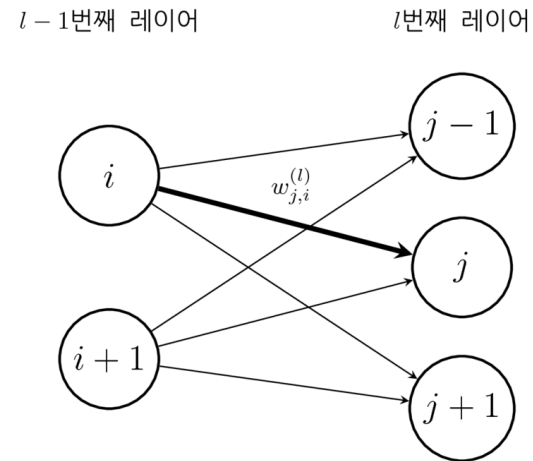 l − 1번째 레이어
l번째 레이어
j − 1
i
w_{j,i}^{(l)}
j
i + 1
j + 1